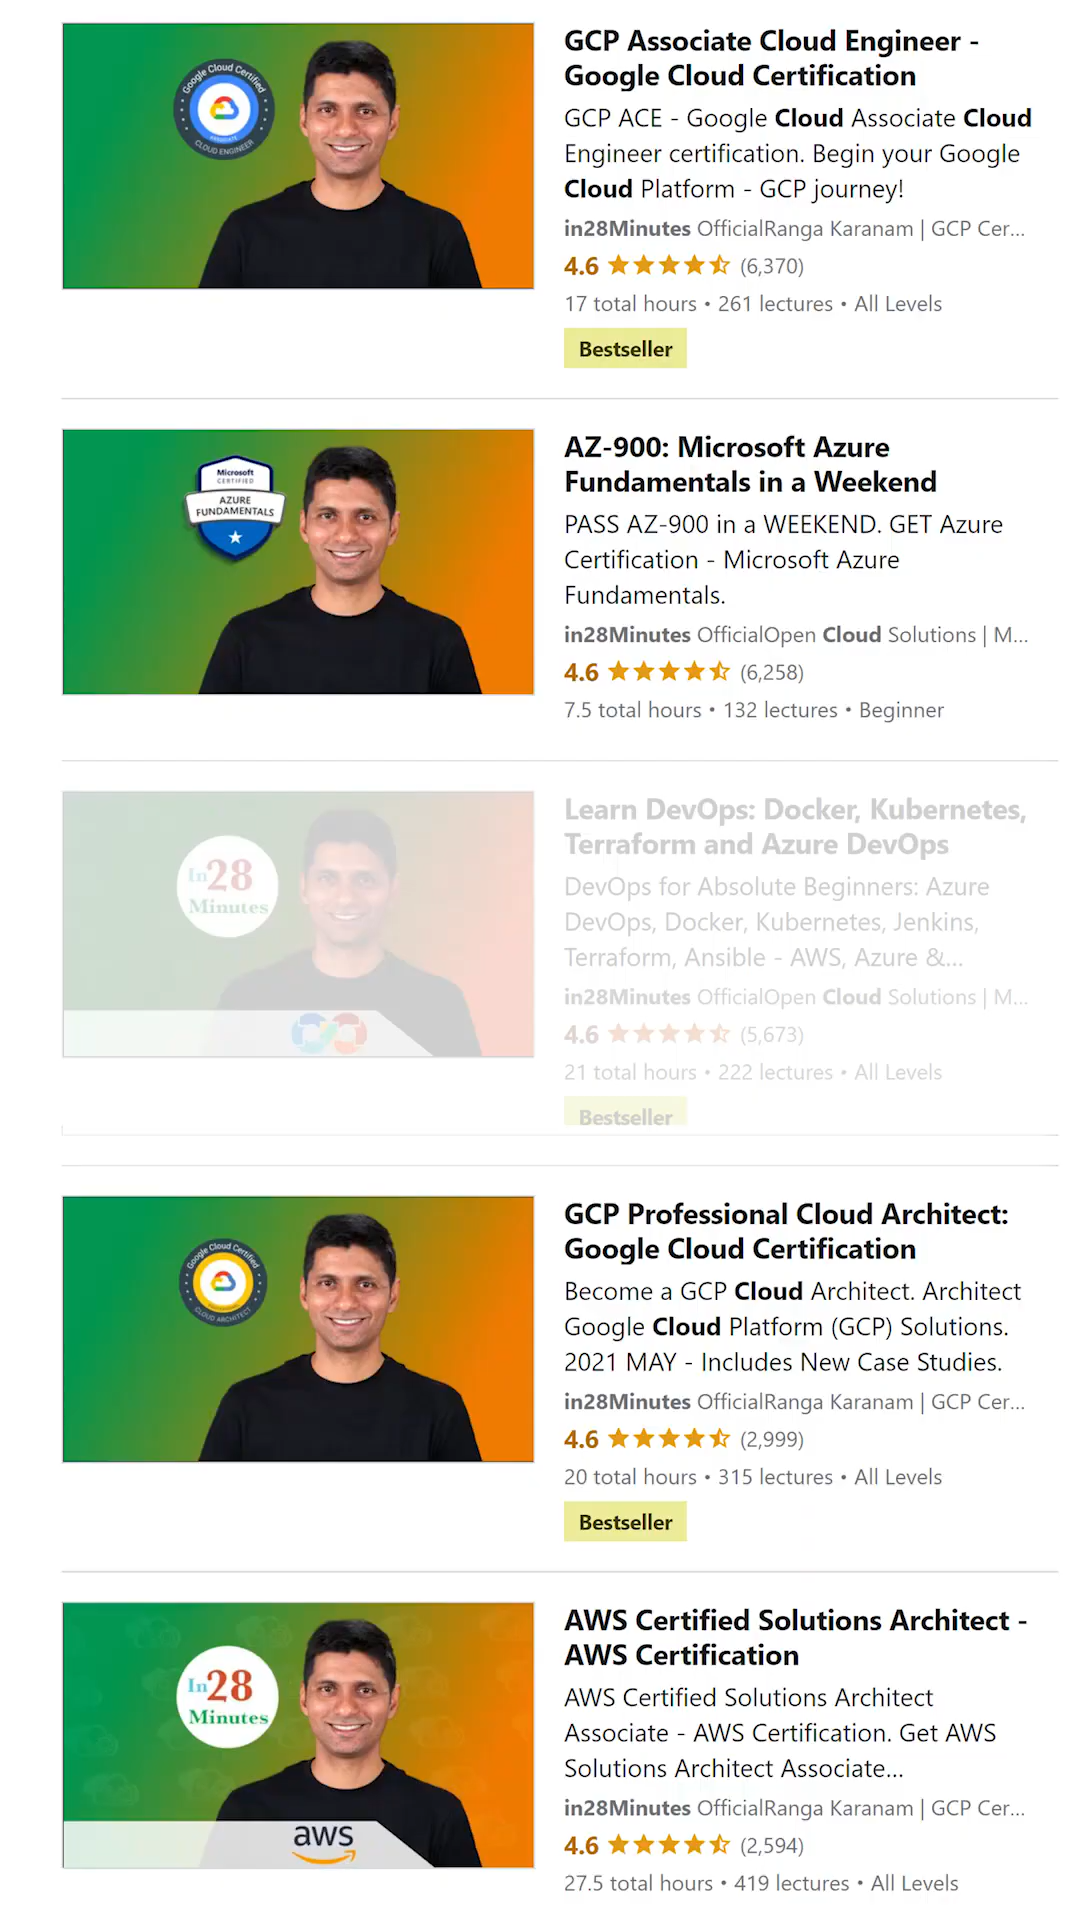 Google Cloud Certified
ASSOCIATE
CLOUD ENGINEER
GCP Associate Cloud Engineer -
Google Cloud Certification
GCP ACE - Google Cloud Associate Cloud
Engineer certification. Begin your Google
Cloud Platform - GCP journey!
in28Minutes OfficialRanga Karanam | GCP Cer...
4.6 (6,370)
17 total hours • 261 lectures • All Levels
Bestseller
Microsoft
CERTIFIED
AZURE
FUNDAMENTALS
AZ-900: Microsoft Azure
Fundamentals in a Weekend
PASS AZ-900 in a WEEKEND. GET Azure
Certification - Microsoft Azure
Fundamentals.
in28Minutes OfficialOpen Cloud Solutions | M...
4.6 (6,258)
7.5 total hours • 132 lectures • Beginner
In28
Minutes
Learn DevOps: Docker, Kubernetes,
Terraform and Azure DevOps
DevOps for Absolute Beginners: Azure
DevOps, Docker, Kubernetes, Jenkins,
Terraform, Ansible - AWS, Azure &...
in28Minutes OfficialOpen Cloud Solutions | M...
4.6 (5,673)
21 total hours • 222 lectures • All Levels
Bestseller
Google Cloud Certified
CLOUD ARCHITECT
GCP Professional Cloud Architect:
Google Cloud Certification
Become a GCP Cloud Architect. Architect
Google Cloud Platform (GCP) Solutions.
2021 MAY - Includes New Case Studies.
in28Minutes OfficialRanga Karanam | GCP Cer...
4.6 (2,999)
20 total hours • 315 lectures • All Levels
Bestseller
In28
Minutes
aws
AWS Certified Solutions Architect -
AWS Certification
AWS Certified Solutions Architect
Associate - AWS Certification. Get AWS
Solutions Architect Associate...
in28Minutes OfficialRanga Karanam | GCP Cer...
4.6 (2,594)
27.5 total hours • 419 lectures • All Levels